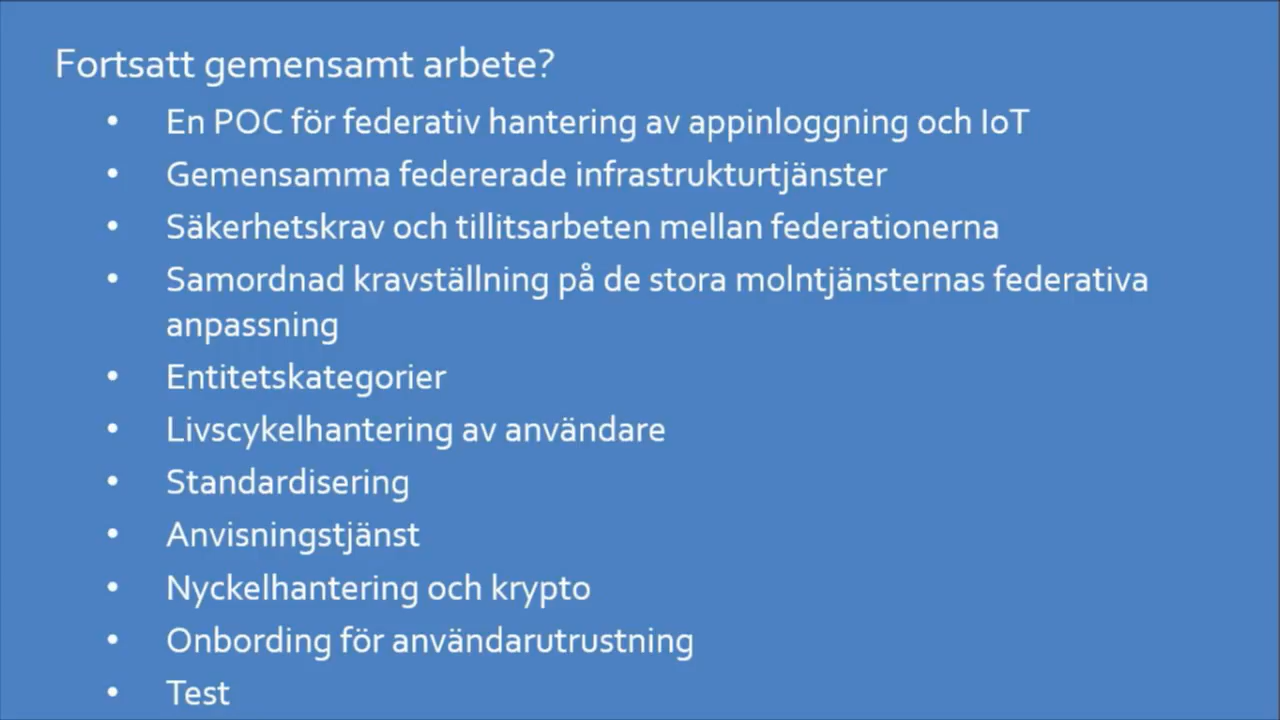 Fortsatt gemensamt arbete?
• En POC för federativ hantering av appinloggning och IoT
• Gemensamma federerade infrastrukturtjänster
• Säkerhetskrav och tillitsarbeten mellan federationerna
• Samordnad kravställning på de stora molntjänsternas federativa
anpassning
• Entitetskategorier
• Livscykelhantering av användare
• Standardisering
• Anvisningstjänst
• Nyckelhantering och krypto
• Onbording för användarutrustning
• Test